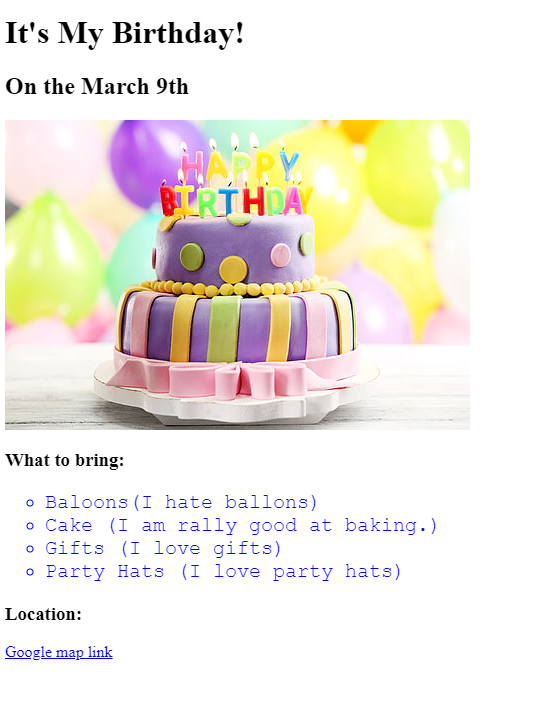 It's My Birthday!
On the March 9th
HAPPY
BIRTHDAY
What to bring:
Baloons(I hate ballons)
Cake (I am rally good at baking.)
Gifts (I love gifts)
Party Hats (I love party hats)
Location:
Google map link